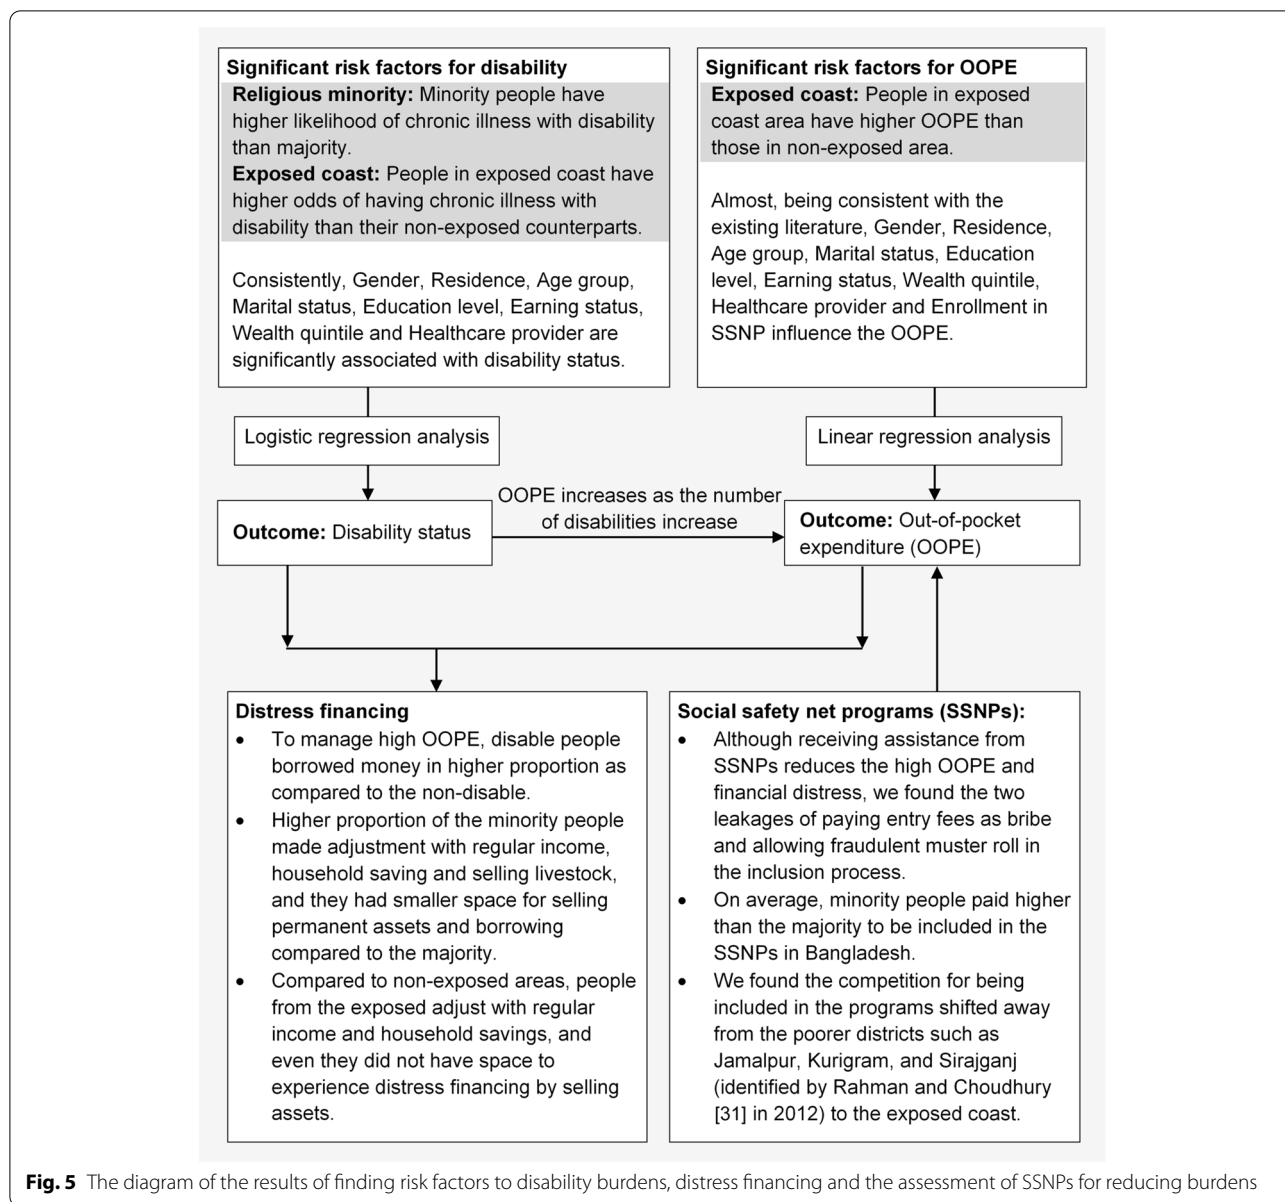 Significant risk factors for disability
Religious minority: Minority people have
higher likelihood of chronic illness with disability
than majority.
Exposed coast: People in exposed coast have
higher odds of having chronic illness with
disability than their non-exposed counterparts.
Consistently, Gender, Residence, Age group,
Marital status, Education level, Earning status,
Wealth quintile and Healthcare provider are
significantly associated with disability status.
Significant risk factors for OOPE
Exposed coast: People in exposed
coast area have higher OOPE than
those in non-exposed area.
Almost, being consistent with the
existing literature, Gender, Residence,
Age group, Marital status, Education
level, Earning status, Wealth quintile,
Healthcare provider and Enrollment in
SSNP influence the OOPE.
Logistic regression analysis
Linear regression analysis
Outcome: Disability status
OOPE increases as the number
of disabilities increase
Outcome: Out-of-pocket
expenditure (OOPE)
Distress financing
• To manage high OOPE, disable people
borrowed money in higher proportion as
compared to the non-disable.
• Higher proportion of the minority people
made adjustment with regular income,
household saving and selling livestock,
and they had smaller space for selling
permanent assets and borrowing
compared to the majority.
• Compared to non-exposed areas, people
from the exposed adjust with regular
income and household savings, and
even they did not have space to
experience distress financing by selling
assets.
Social safety net programs (SSNPs):
• Although receiving assistance from
SSNPs reduces the high OOPE and
financial distress, we found the two
leakages of paying entry fees as bribe
and allowing fraudulent muster roll in
the inclusion process.
• On average, minority people paid higher
than the majority to be included in the
SSNPs in Bangladesh.
• We found the competition for being
included in the programs shifted away
from the poorer districts such as
Jamalpur, Kurigram, and Sirajganj
(identified by Rahman and Choudhury
[31] in 2012) to the exposed coast.
Fig. 5 The diagram of the results of finding risk factors to disability burdens, distress financing and the assessment of SSNPs for reducing burdens